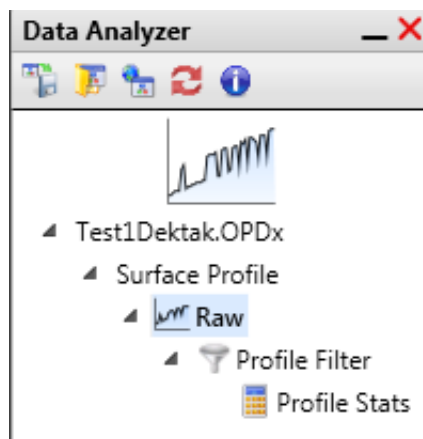 Data Analyzer
Test1Dektak.OPDx
Surface Profile
Raw
Profile Filter
Profile Stats